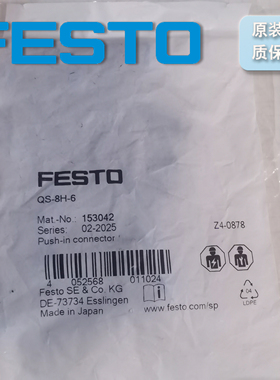 FESTO
原装
质保
FESTO
QS-8H-6
Mat.-No.: 153042
Series: 02-2025
Push-in connector
Z4-0878
4 052568 011024
Festo SE & Co. KG
DE-73734 Esslingen
Made in Japan
www.festo.com/sp
04
LDPE